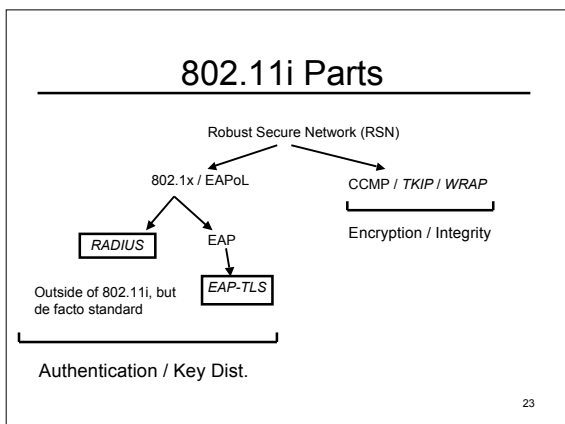 802.11i Parts
Robust Secure Network (RSN)
802.1x / EAPoL
CCMP / TKIP / WRAP
Encryption / Integrity
RADIUS
EAP
EAP-TLS
Outside of 802.11i, but
de facto standard
Authentication / Key Dist.
23